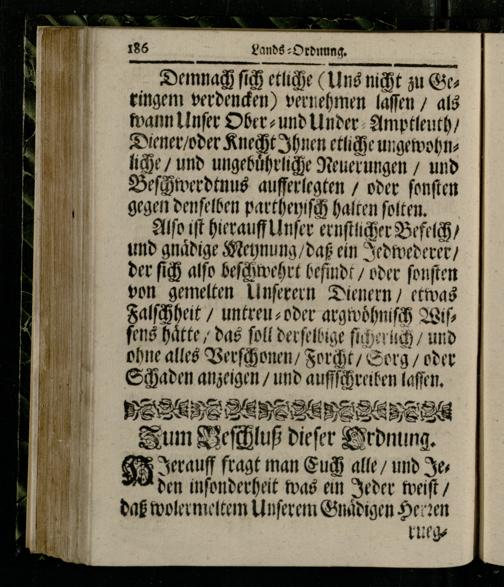 186 Lands-Ordnung.
Demnach sich etliche (Uns nicht zu Ge-
ringem verdencken) vernehmen lassen / als
wann Unser Ober- und Under-Amptleuth /
Diener/oder Knecht Ihnen etliche ungewohn-
liche / und ungebührliche Neuerungen / und
Beschwerdtnus aufferlegten / oder sonsten
gegen denselben partheyisch halten solten.
Also ist hierauff Unser ernstlicher Befelch /
und gnädige Meynung / daß ein Jedwederer /
der sich also beschwehrt befindt / oder sonsten
von gemelten Unserern Dienern / etwas
Falschheit / untreu- oder argwöhnisch Wis-
sens hätte / das soll derselbige sicherlich / und
ohne alles Verschonen / Forcht / Sorg / oder
Schaden anzeigen / und auffschreiben lassen.
Zum Beschluß dieser Ordnung.
HJerauff fragt man Euch alle / und Je-
den insonderheit was ein Jeder weist /
daß wolermeltem Unserem Gnädigen Herren
rueg-